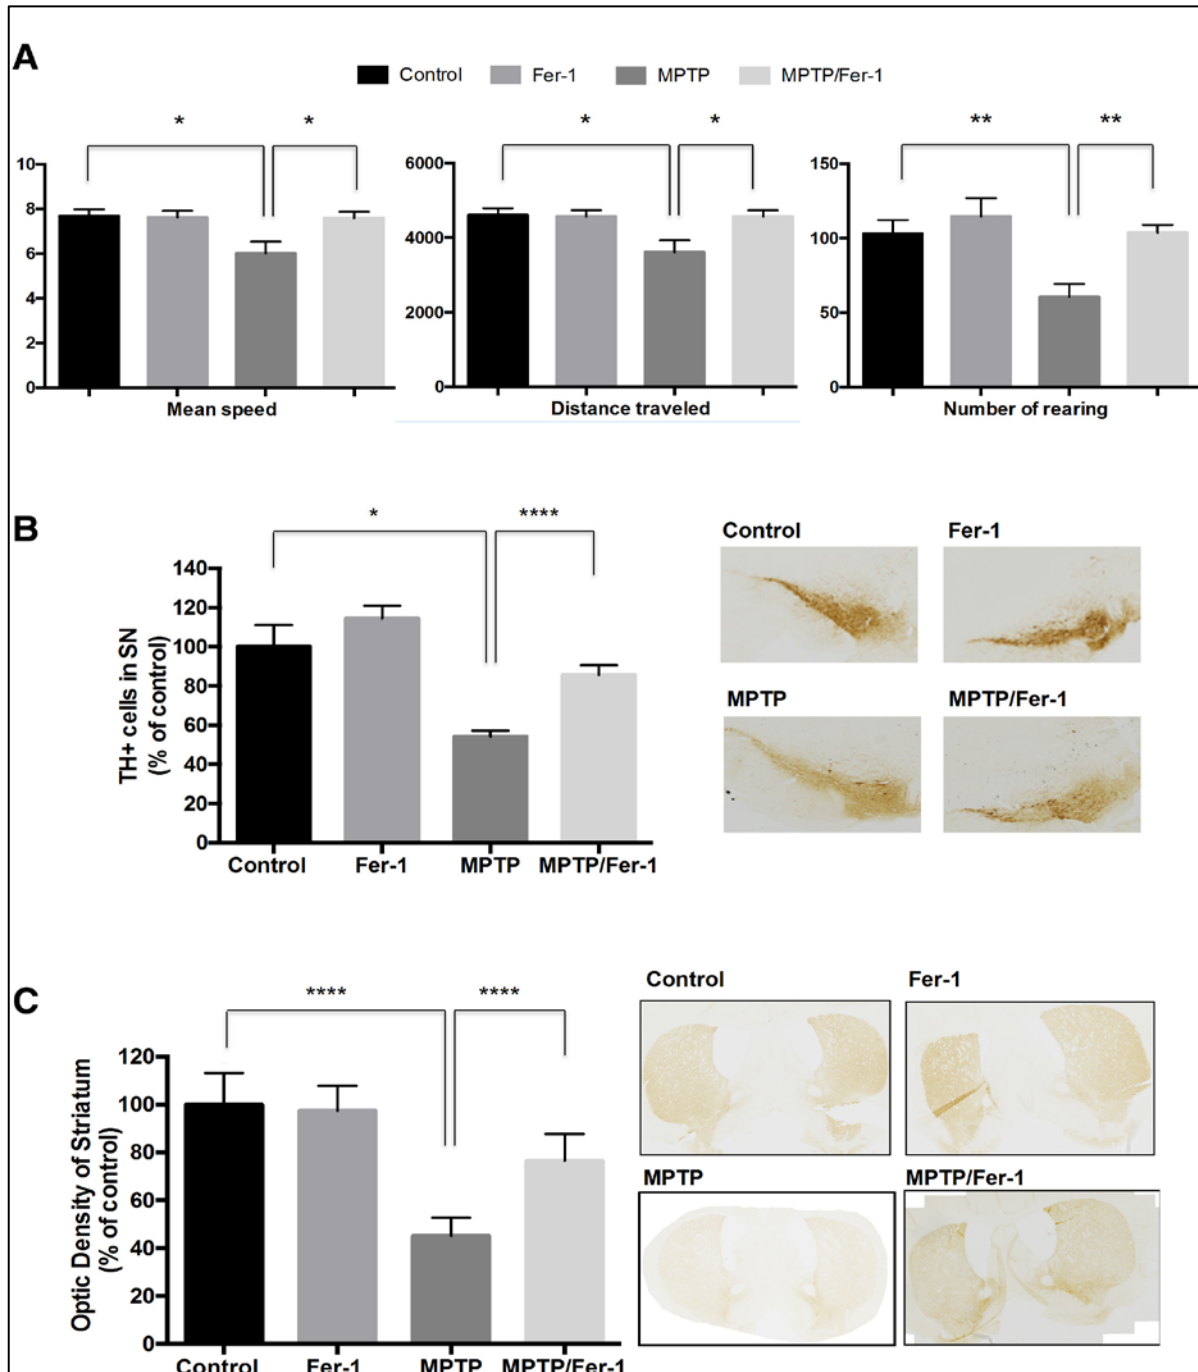 A
Control Fer-1 MPTP MPTP/Fer-1
* * * * ** **
10
8
6
4
2
0
Mean speed
6000
4000
2000
0
Distance traveled
150
100
50
0
Number of rearing
B
* ****
TH+ cells in SN
(% of control)
140
120
100
80
60
40
20
0
Control Fer-1 MPTP MPTP/Fer-1
Control Fer-1
MPTP MPTP/Fer-1
C
**** ****
Optic Density of Striatum
(% of control)
120
100
80
60
40
20
0
Control Fer-1 MPTP MPTP/Fer-1
Control Fer-1
MPTP MPTP/Fer-1